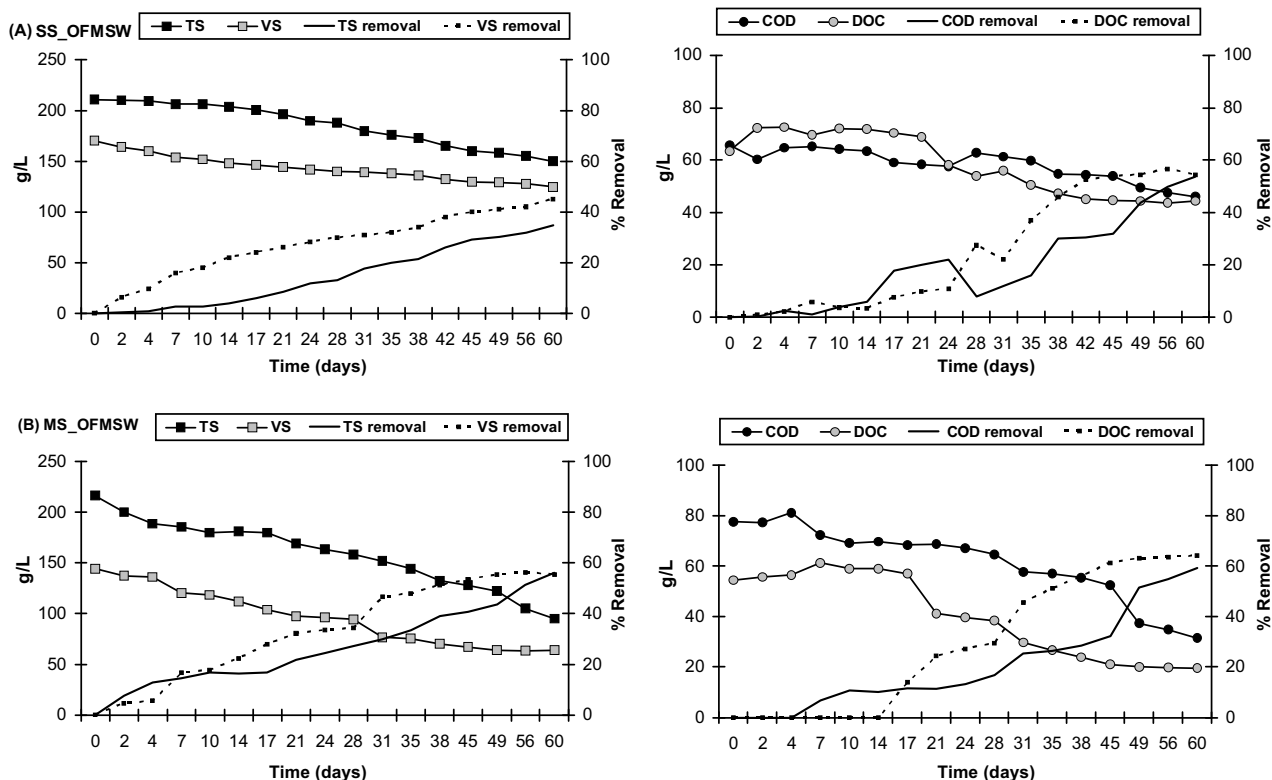 (A) SS_OFMSW
TS VS TS removal VS removal
250
200
150
100
50
0
g/L
100
80
60
40
20
0
% Removal
0 2 4 7 10 14 17 21 24 28 31 35 38 42 45 49 56 60
Time (days)
COD DOC COD removal DOC removal
100
80
60
40
20
0
g/L
100
80
60
40
20
0
% Removal
0 2 4 7 10 14 17 21 24 28 31 35 38 42 45 49 56 60
Time (days)
(B) MS_OFMSW
TS VS TS removal VS removal
250
200
150
100
50
0
g/L
100
80
60
40
20
0
% Removal
0 2 4 7 10 14 17 21 24 28 31 35 38 45 49 56 60
Time (days)
COD DOC COD removal DOC removal
100
80
60
40
20
0
g/L
100
80
60
40
20
0
% Removal
0 2 4 7 10 14 17 21 24 28 31 35 38 45 49 56 60
Time (days)